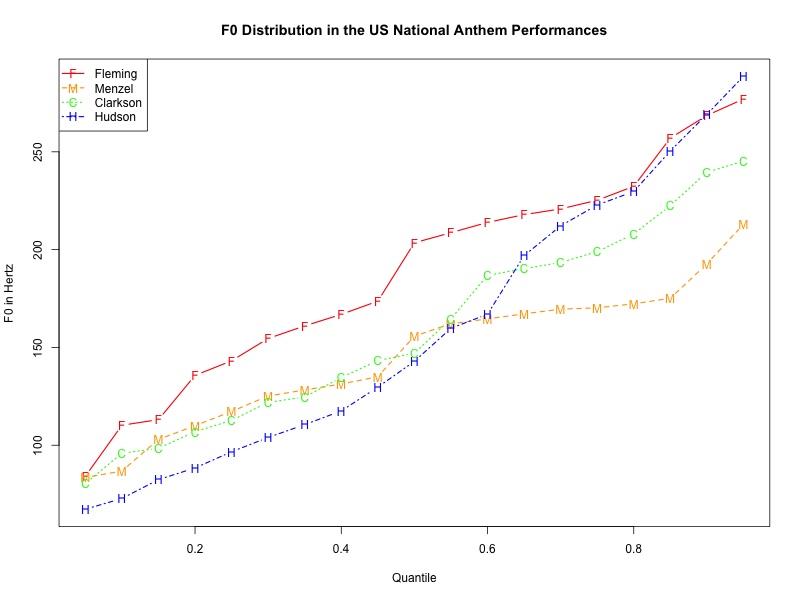 F0 Distribution in the US National Anthem Performances
F Fleming
M Menzel
C Clarkson
H Hudson
F0 in Hertz
250
200
150
100
0.2 0.4 0.6 0.8
Quantile